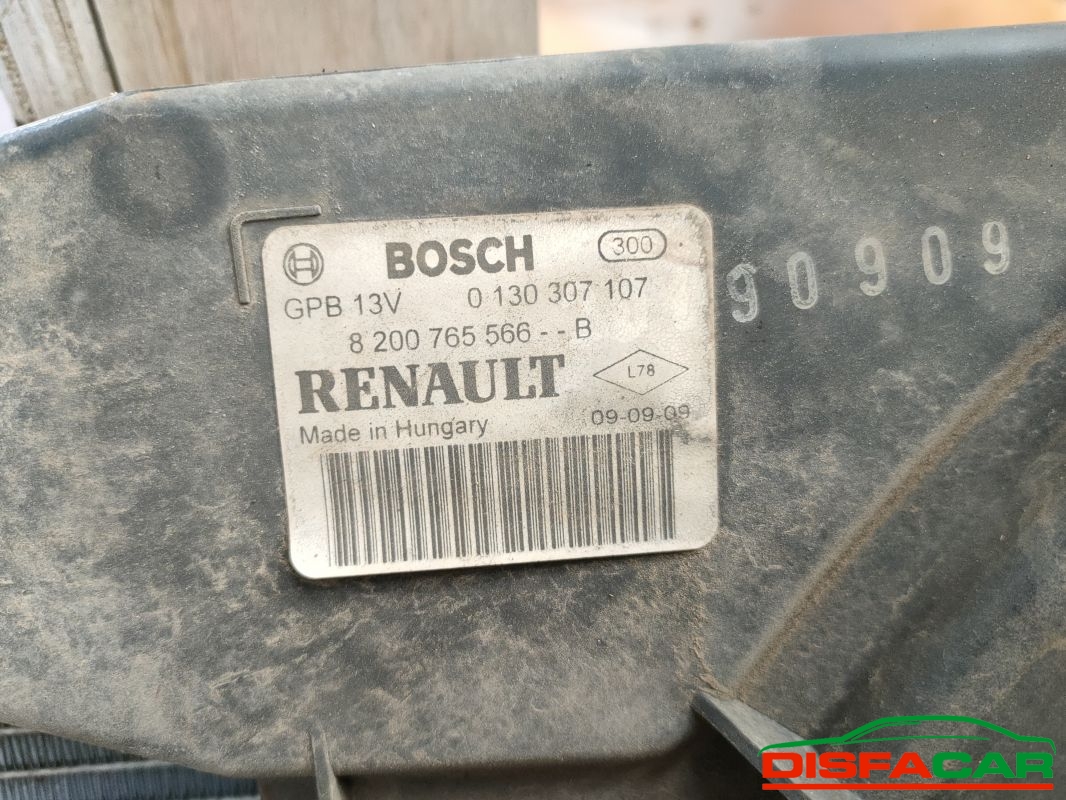 BOSCH 300
GPB 13V 0 130 307 107
8 200 765 566 - - B
RENAULT L78
Made in Hungary 09-09-09
90909
DISFACAR